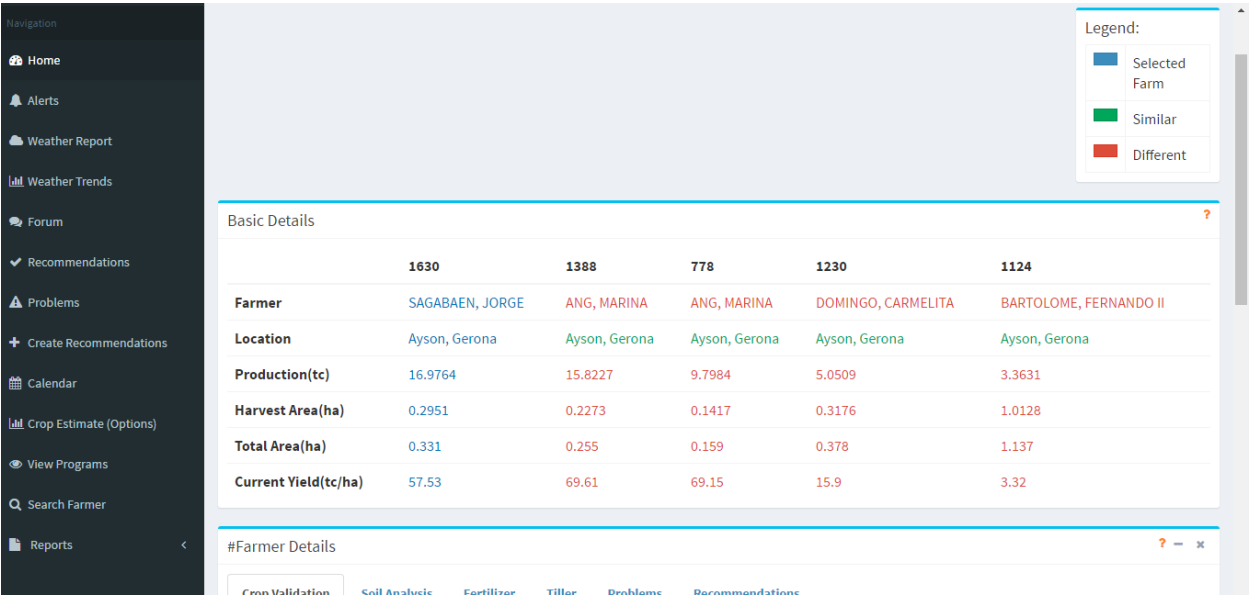 Navigation
Home
Alerts
Weather Report
Weather Trends
Forum
Recommendations
Problems
Create Recommendations
Calendar
Crop Estimate (Options)
View Programs
Search Farmer
Reports
Legend:
Selected
Farm
Similar
Different
Basic Details ?
1630 1388 778 1230 1124
Farmer SAGABAEN, JORGE ANG, MARINA ANG, MARINA DOMINGO, CARMELITA BARTOLOME, FERNANDO II
Location Ayson, Gerona Ayson, Gerona Ayson, Gerona Ayson, Gerona Ayson, Gerona
Production(tc) 16.9764 15.8227 9.7984 5.0509 3.3631
Harvest Area(ha) 0.2951 0.2273 0.1417 0.3176 1.0128
Total Area(ha) 0.331 0.255 0.159 0.378 1.137
Current Yield(tc/ha) 57.53 69.61 69.15 15.9 3.32
#Farmer Details ?
Crop Validation Soil Analysis Fertilizer Tiller Problems Recommendations